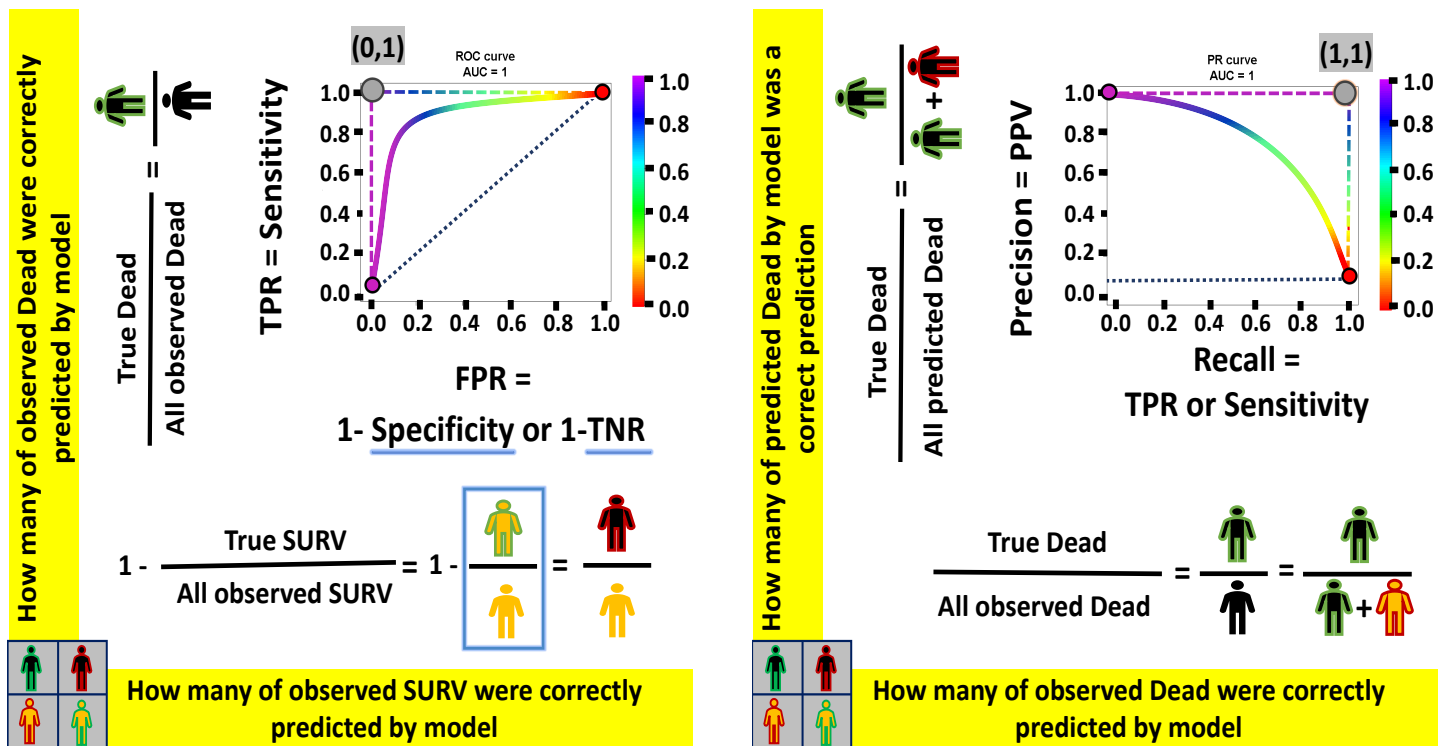 How many of observed Dead were correctly
predicted by model
True Dead
All observed Dead
=
TPR = Sensitivity
(0,1)
ROC curve
AUC = 1
1.0
0.8
0.6
0.4
0.2
0.0
0.0 0.2 0.4 0.6 0.8 1.0
1.0
0.8
0.6
0.4
0.2
0.0
FPR =
1- Specificity or 1-TNR
1 -
True SURV
All observed SURV
= 1 -
=
How many of observed SURV were correctly
predicted by model
How many of predicted Dead by model was a
correct prediction
True Dead
All predicted Dead
=
+
Precision = PPV
(1,1)
PR curve
AUC = 1
1.0
0.8
0.6
0.4
0.2
0.0
0.0 0.2 0.4 0.6 0.8 1.0
1.0
0.8
0.6
0.4
0.2
0.0
Recall =
TPR or Sensitivity
True Dead
All observed Dead
=
=
+
How many of observed Dead were correctly
predicted by model